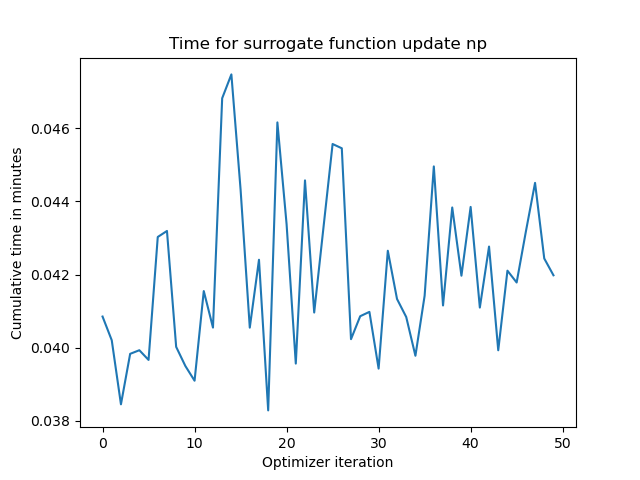 Time for surrogate function update np
Cumulative time in minutes
0.046
0.044
0.042
0.040
0.038
0 10 20 30 40 50
Optimizer iteration